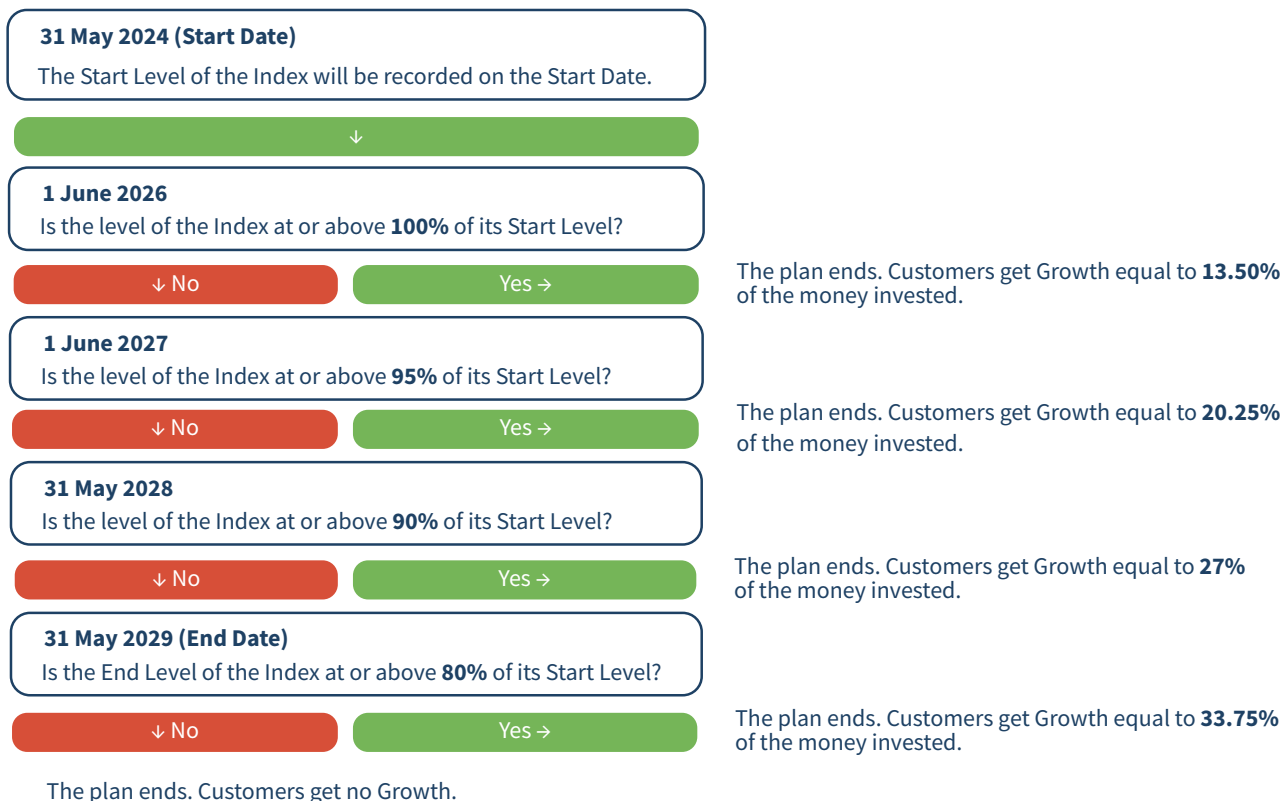 31 May 2024 (Start Date)
The Start Level of the Index will be recorded on the Start Date.
↓
1 June 2026
Is the level of the Index at or above 100% of its Start Level?
↓ No
Yes →
The plan ends. Customers get Growth equal to 13.50%
of the money invested.
1 June 2027
Is the level of the Index at or above 95% of its Start Level?
↓ No
Yes →
The plan ends. Customers get Growth equal to 20.25%
of the money invested.
31 May 2028
Is the level of the Index at or above 90% of its Start Level?
↓ No
Yes →
The plan ends. Customers get Growth equal to 27%
of the money invested.
31 May 2029 (End Date)
Is the End Level of the Index at or above 80% of its Start Level?
↓ No
Yes →
The plan ends. Customers get Growth equal to 33.75%
of the money invested.
The plan ends. Customers get no Growth.